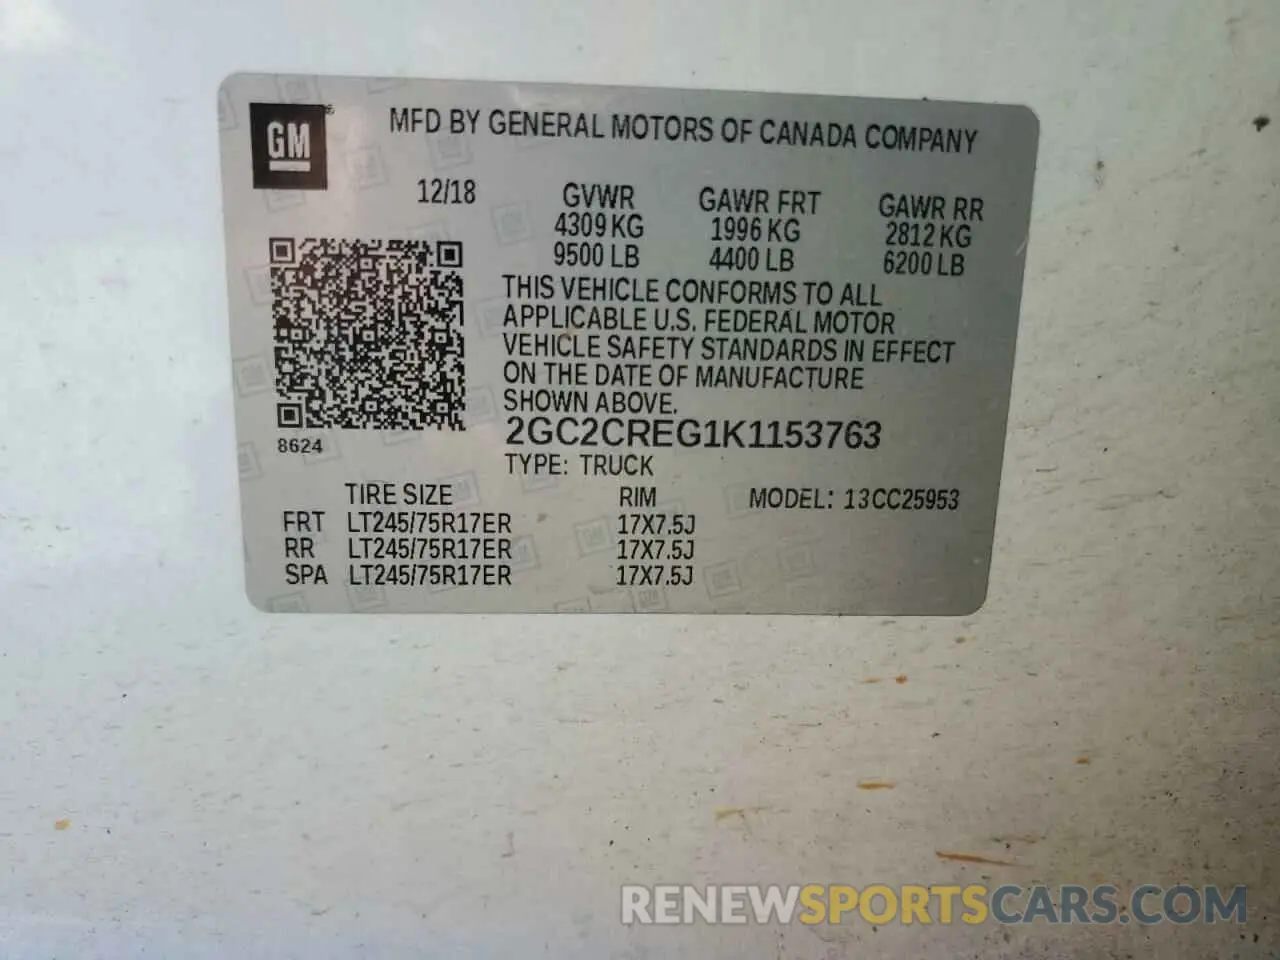 GM ®
MFD BY GENERAL MOTORS OF CANADA COMPANY
12/18 GVWR GAWR FRT GAWR RR
4309 KG 1996 KG 2812 KG
9500 LB 4400 LB 6200 LB
THIS VEHICLE CONFORMS TO ALL
APPLICABLE U.S. FEDERAL MOTOR
VEHICLE SAFETY STANDARDS IN EFFECT
ON THE DATE OF MANUFACTURE
SHOWN ABOVE.
8624
2GC2CREG1K1153763
TYPE: TRUCK
TIRE SIZE RIM MODEL: 13CC25953
FRT LT245/75R17ER 17X7.5J
RR LT245/75R17ER 17X7.5J
SPA LT245/75R17ER 17X7.5J
RENEWSPORTSCARS.COM